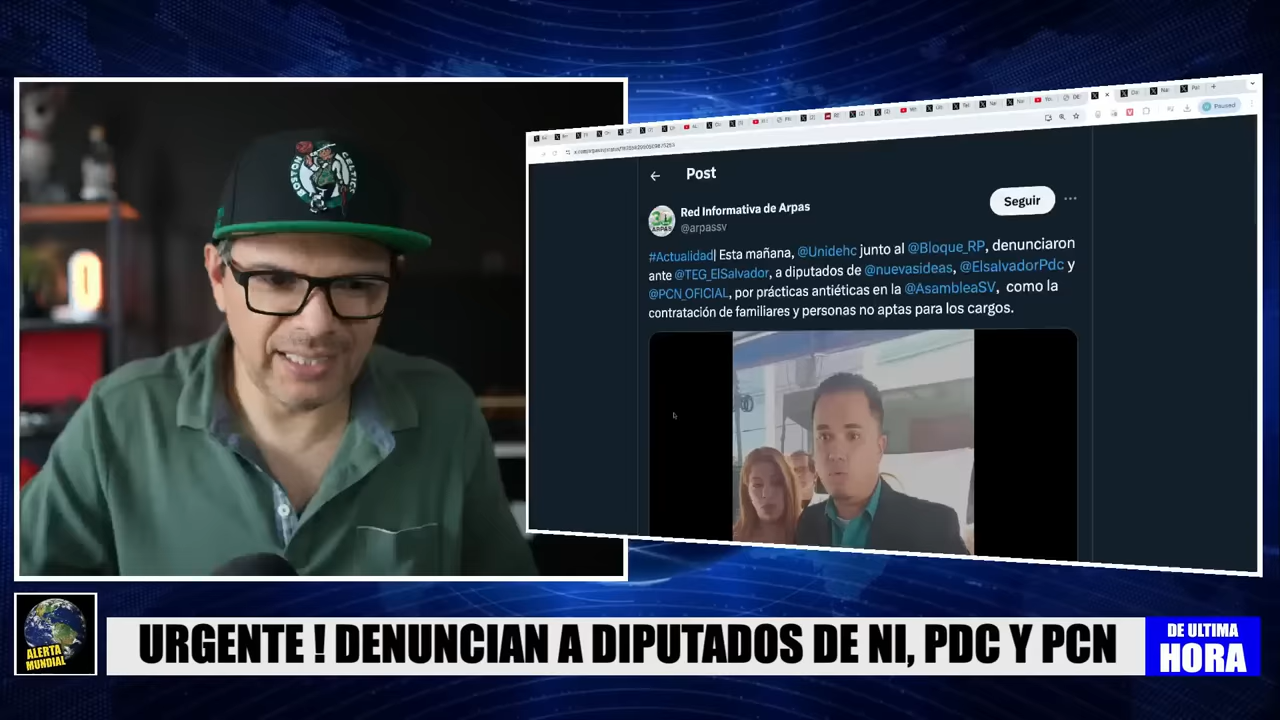 BOSTON
CELTICS
Paused
Post
Red Informativa de Arpas
@arpassv
Seguir
ARPAS
#Actualidad| Esta mañana, @Unidehc junto al @Bloque_RP, denunciaron
ante @TEG_ElSalvador, a diputados de @nuevasideas, @ElsalvadorPdc y
@PCN_OFICIAL, por prácticas antiéticas en la @AsambleaSV, como la
contratación de familiares y personas no aptas para los cargos.
ALERTA
MUNDIAL
URGENTE ! DENUNCIAN A DIPUTADOS DE NI, PDC Y PCN
DE ULTIMA
HORA